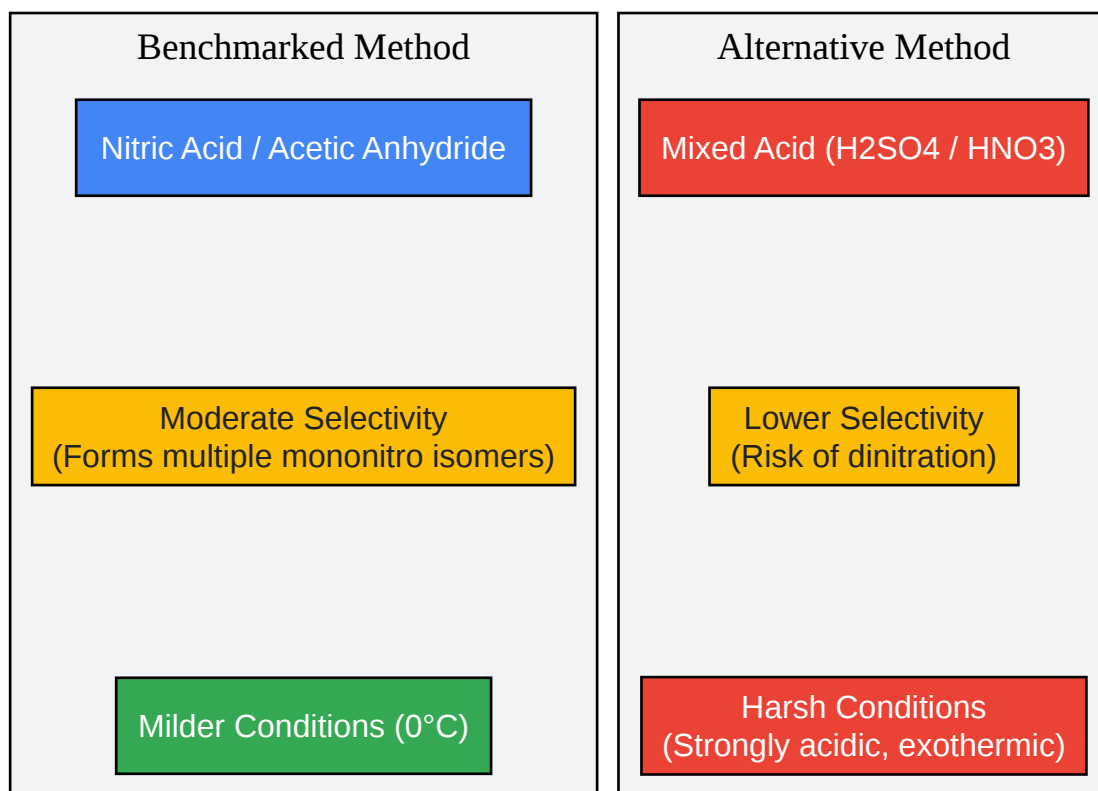 Benchmarked Method
Nitric Acid / Acetic Anhydride
Moderate Selectivity
(Forms multiple mononitro isomers)
Milder Conditions (0°C)
Alternative Method
Mixed Acid (H2SO4 / HNO3)
Lower Selectivity
(Risk of dinitration)
Harsh Conditions
(Strongly acidic, exothermic)